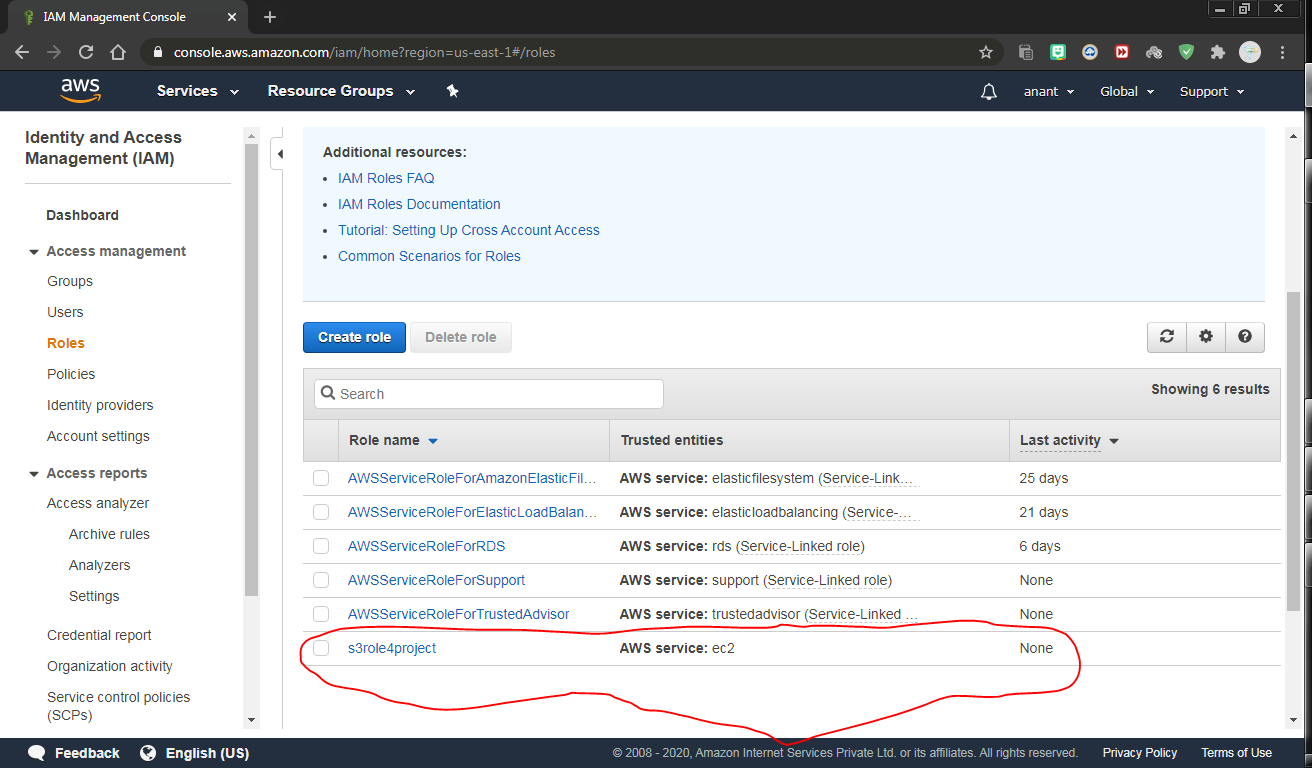 IAM Management Console
console.aws.amazon.com/iam/home?region=us-east-1#/roles
aws Services Resource Groups anant Global Support
Identity and Access
Management (IAM)
Dashboard
Access management
Groups
Users
Roles
Policies
Identity providers
Account settings
Access reports
Access analyzer
Archive rules
Analyzers
Settings
Credential report
Organization activity
Service control policies
(SCPs)
Additional resources:
• IAM Roles FAQ
• IAM Roles Documentation
• Tutorial: Setting Up Cross Account Access
• Common Scenarios for Roles
Create role Delete role
Search Showing 6 results
Role name Trusted entities Last activity
AWSServiceRoleForAmazonElasticFil… AWS service: elasticfilesystem (Service-Link… 25 days
AWSServiceRoleForElasticLoadBalan… AWS service: elasticloadbalancing (Service-… 21 days
AWSServiceRoleForRDS AWS service: rds (Service-Linked role) 6 days
AWSServiceRoleForSupport AWS service: support (Service-Linked role) None
AWSServiceRoleForTrustedAdvisor AWS service: trustedadvisor (Service-Linked … None
s3role4project AWS service: ec2 None
Feedback English (US) © 2008 - 2020, Amazon Internet Services Private Ltd. or its affiliates. All rights reserved. Privacy Policy Terms of Use